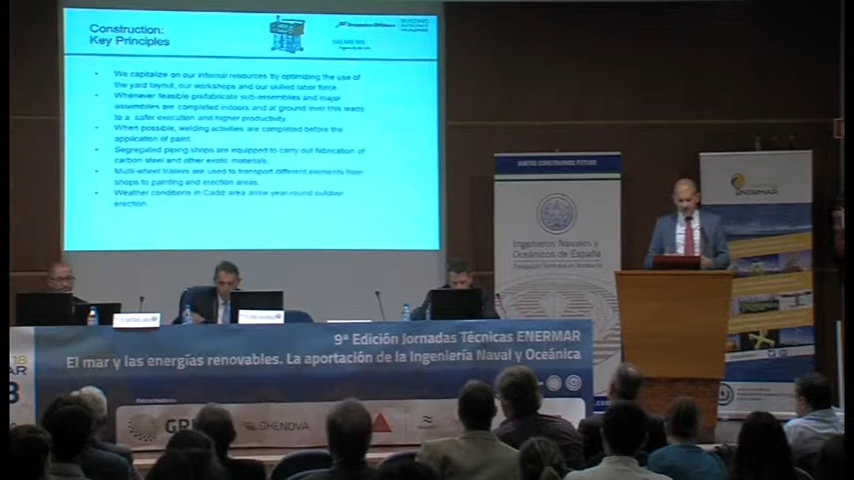 Construction:
Key Principles
Dragados Offshore
SIEMENS
• We capitalize on our internal resources by optimizing the use of
the yard layout, our workshops and our skilled labor force.
• Whenever feasible prefabricate sub-assemblies and major
assemblies are completed indoors and at ground level this leads
to a safer execution and higher productivity.
• When possible, welding activities are completed before the
application of paint.
• Segregated piping shops are equipped to carry out fabrication of
carbon steel and other exotic materials.
• Multi-wheel trailers are used to transport different elements from
shops to painting and erection areas.
• Weather conditions in Cadiz area allow year-round outdoor
erection.
JUNTOS CONSTRUIMOS FUTURO
Ingenieros Navales y
Oceánicos de España
ENERMAR
9ª Edición Jornadas Técnicas ENERMAR
El mar y las energías renovables. La aportación de la Ingeniería Naval y Oceánica
GHENOVA